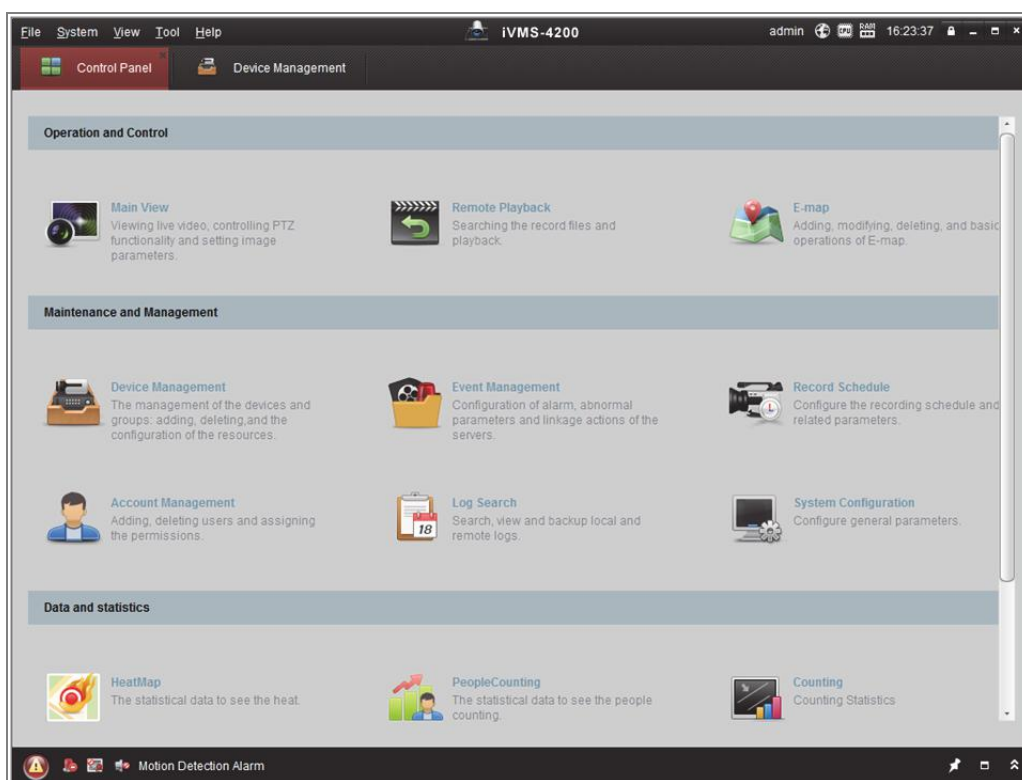 File System View Tool Help iVMS-4200 admin CPU RAM 16:23:37
Control Panel Device Management
Operation and Control
Main View
Viewing live video, controlling PTZ
functionality and setting image
parameters.
Remote Playback
Searching the record files and
playback.
E-map
Adding, modifying, deleting, and basic
operations of E-map.
Maintenance and Management
Device Management
The management of the devices and
groups: adding, deleting,and the
configuration of the resources.
Event Management
Configuration of alarm, abnormal
parameters and linkage actions of the
servers.
Record Schedule
Configure the recording schedule and
related parameters.
Account Management
Adding, deleting users and assigning
the permissions.
Log Search
Search, view and backup local and
remote logs.
18
System Configuration
Configure general parameters.
Data and statistics
HeatMap
The statistical data to see the heat.
PeopleCounting
The statistical data to see the people
counting.
Counting
Counting Statistics
Motion Detection Alarm